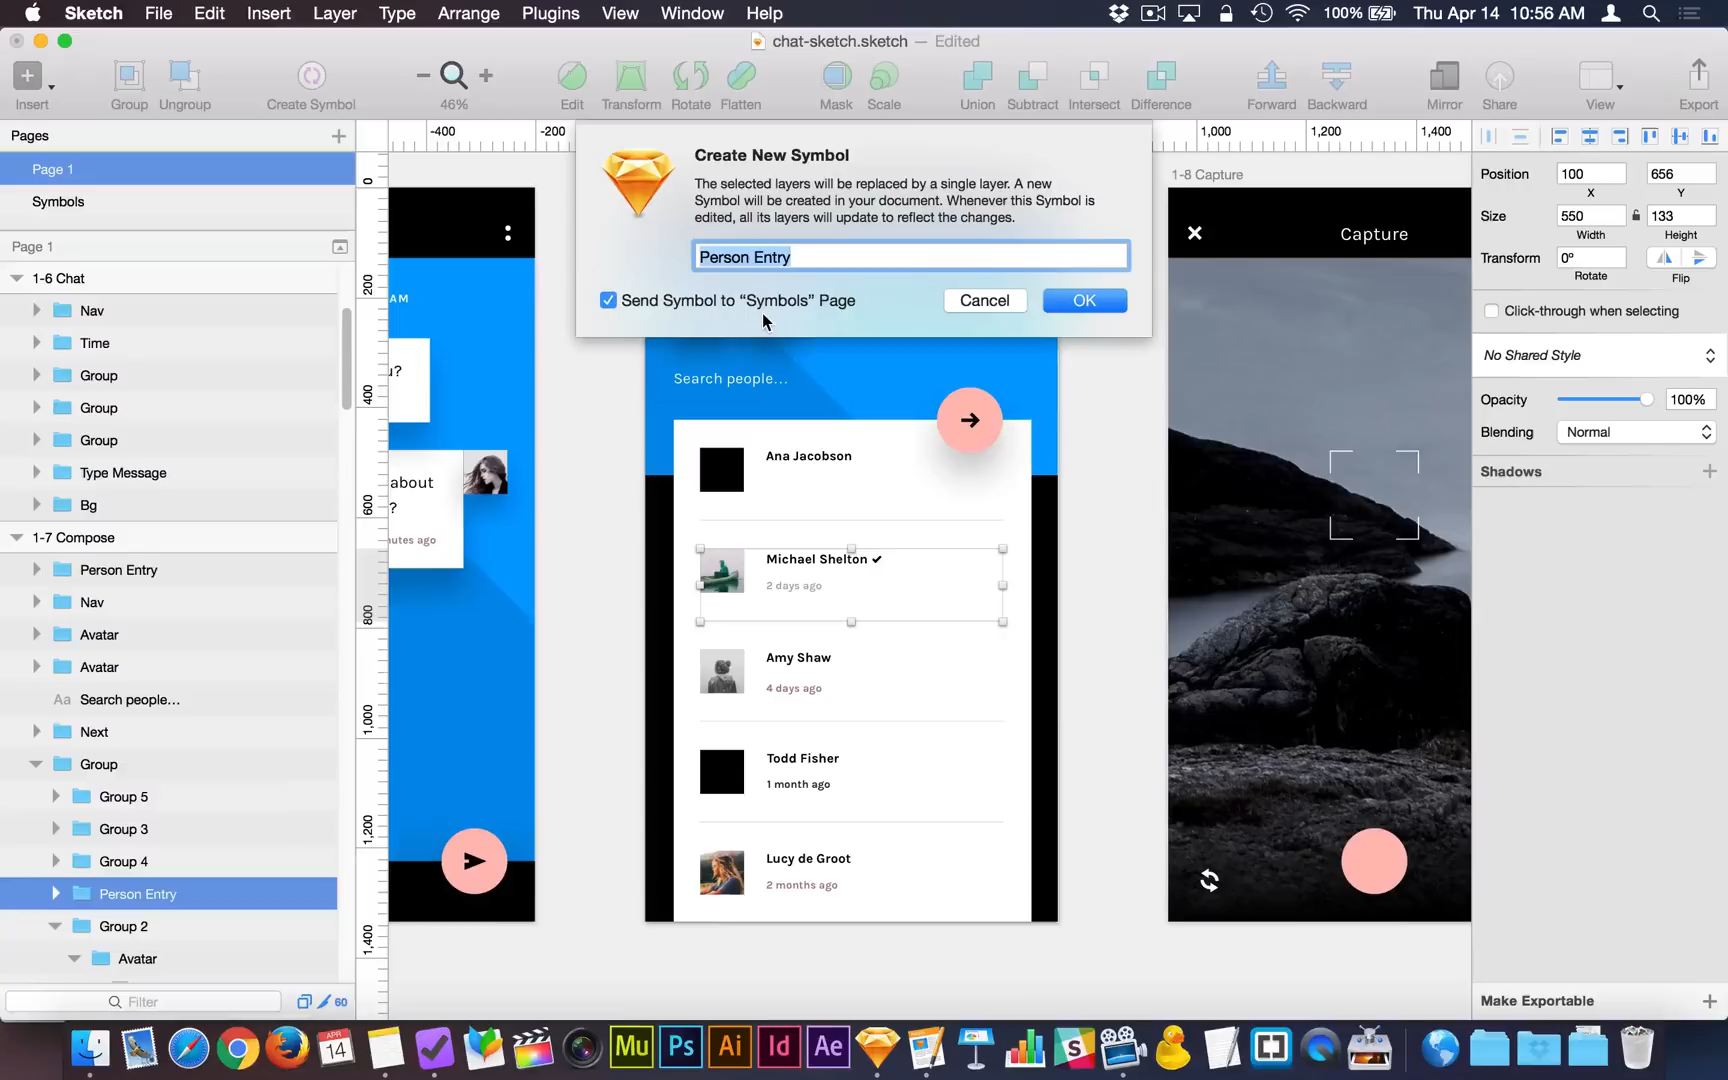 Sketch File Edit Insert Layer Type Arrange Plugins View Window Help 100% Thu Apr 14 10:56 AM
chat-sketch.sketch — Edited
Insert Group Ungroup Create Symbol 46% Edit Transform Rotate Flatten Mask Scale Union Subtract Intersect Difference Forward Backward Mirror Share View Export
Pages
Page 1
Symbols
Page 1
1-6 Chat
Nav
Time
Group
Group
Group
Type Message
Bg
1-7 Compose
Person Entry
Nav
Avatar
Avatar
Aa Search people...
Next
Group
Group 5
Group 3
Group 4
Person Entry
Group 2
Avatar
Filter 60
-400 -200 1,000 1,200 1,400
0
200
400
600
800
1,000
1,200
1,400
AM
u?
about
?
nutes ago
Create New Symbol
The selected layers will be replaced by a single layer. A new
Symbol will be created in your document. Whenever this Symbol is
edited, all its layers will update to reflect the changes.
Person Entry
Send Symbol to “Symbols” Page Cancel OK
Search people...
Ana Jacobson
Michael Shelton
2 days ago
Amy Shaw
4 days ago
Todd Fisher
1 month ago
Lucy de Groot
2 months ago
1-8 Capture
Capture
Position 100 656
X Y
Size 550 133
Width Height
Transform 0º
Rotate Flip
Click-through when selecting
No Shared Style
Opacity 100%
Blending Normal
Shadows
Make Exportable
APR
14
Mu Ps Ai Id Ae